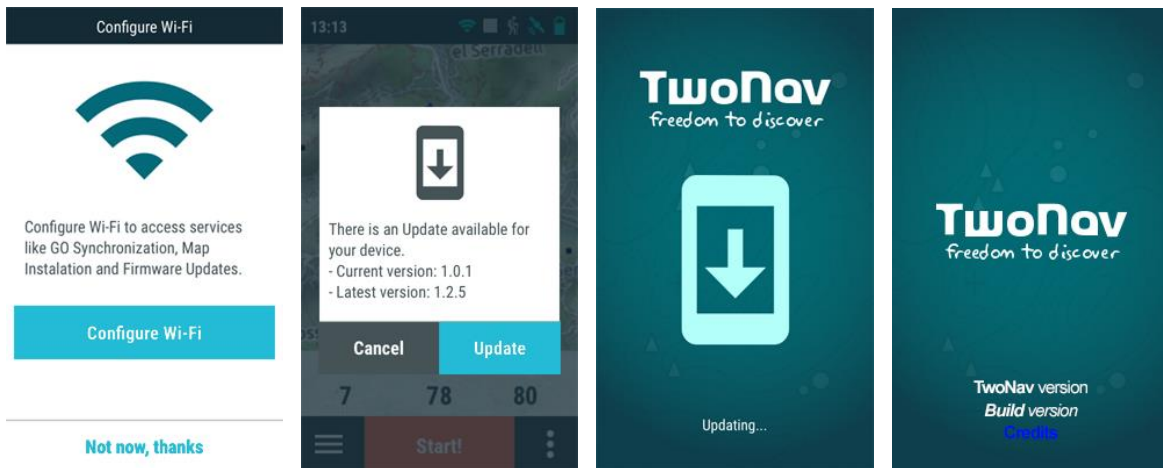 Configure Wi-Fi
Configure Wi-Fi to access services
like GO Synchronization, Map
Instalation and Firmware Updates.
Configure Wi-Fi
Not now, thanks
13:13
el Serradell
There is an Update available for
your device.
- Current version: 1.0.1
- Latest version: 1.2.5
Cancel
Update
7 78 80
Start!
TwoNav
freedom to discover
Updating...
TwoNav
freedom to discover
TwoNav version
Build version
Credits